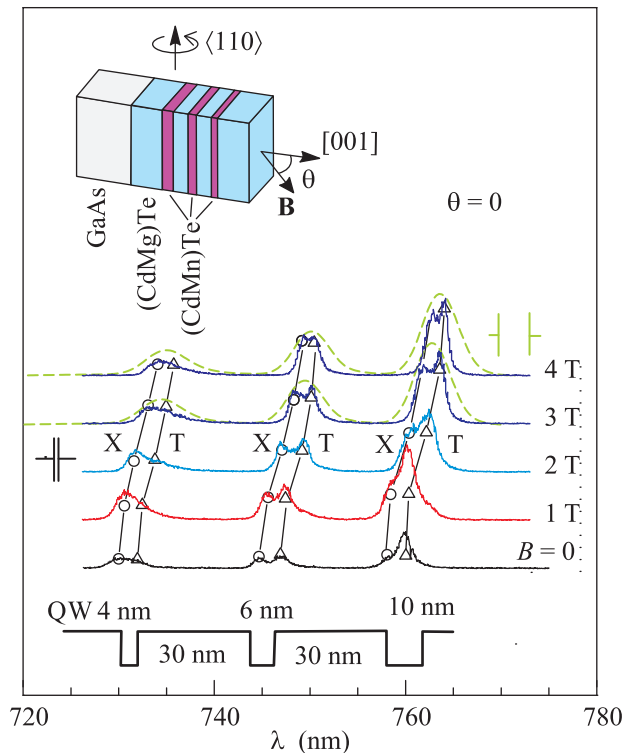 ⟨110⟩
[001]
θ
B
GaAs
(CdMg)Te
(CdMn)Te
θ = 0
4 T
3 T
X T X T X T 2 T
1 T
B = 0
QW 4 nm 6 nm 10 nm
30 nm 30 nm
720 740 760 780
λ (nm)